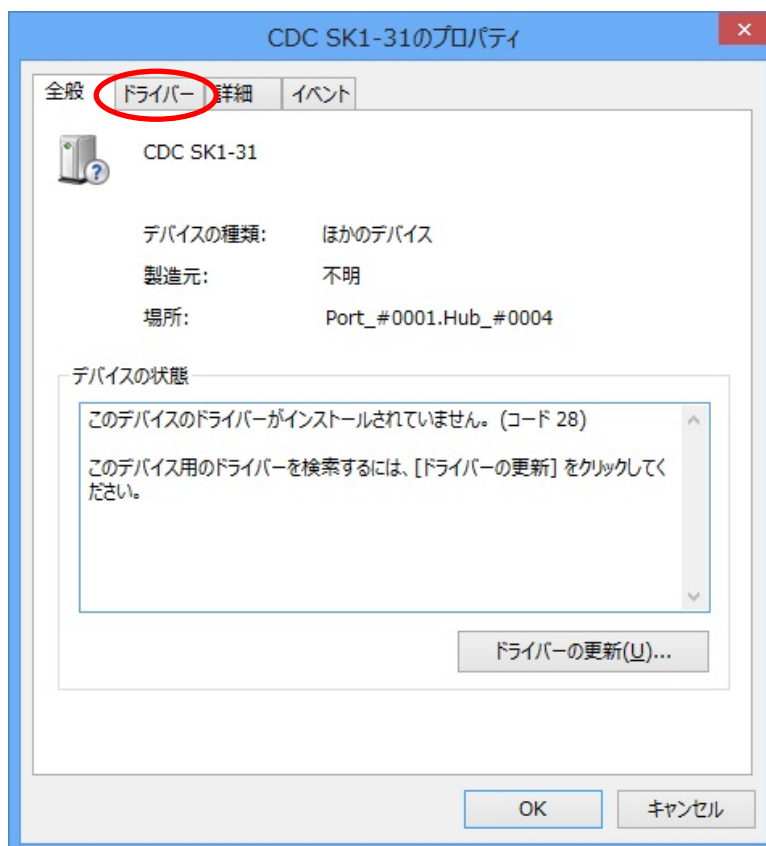 CDC SK1-31のプロパティ
全般 ドライバー 詳細 イベント
CDC SK1-31
デバイスの種類: ほかのデバイス
製造元: 不明
場所: Port_#0001.Hub_#0004
デバイスの状態
このデバイスのドライバーがインストールされていません。 (コード 28)
このデバイス用のドライバーを検索するには、[ドライバーの更新] をクリックしてく
ださい。
ドライバーの更新(U)...
OK キャンセル